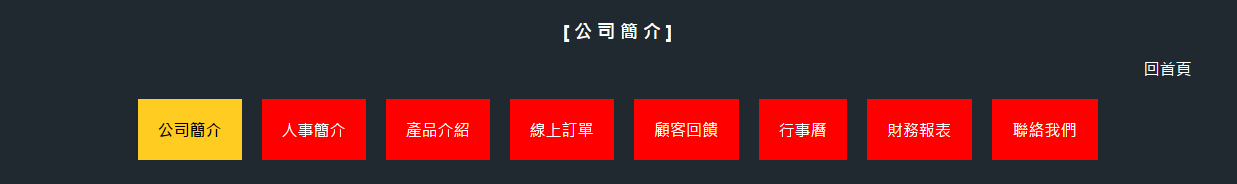 [ 公 司 簡 介 ]
回首頁
公司簡介 人事簡介 產品介紹 線上訂單 顧客回饋 行事曆 財務報表 聯絡我們